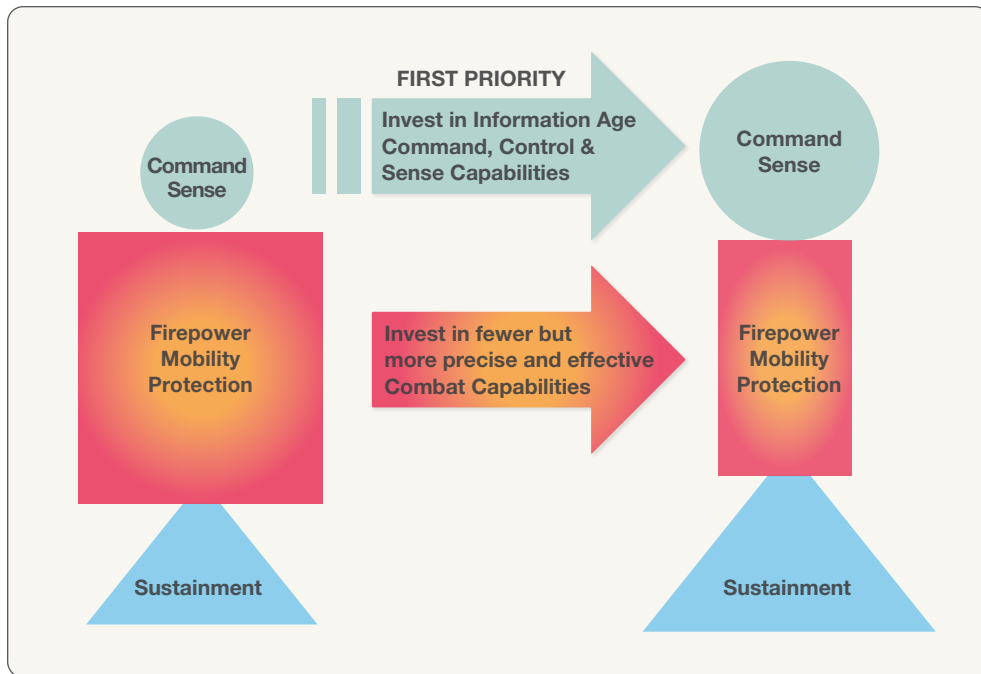 FIRST PRIORITY
Invest in Information Age
Command, Control &
Sense Capabilities
Command
Sense
Command
Sense
Firepower
Mobility
Protection
Invest in fewer but
more precise and effective
Combat Capabilities
Firepower
Mobility
Protection
Sustainment
Sustainment